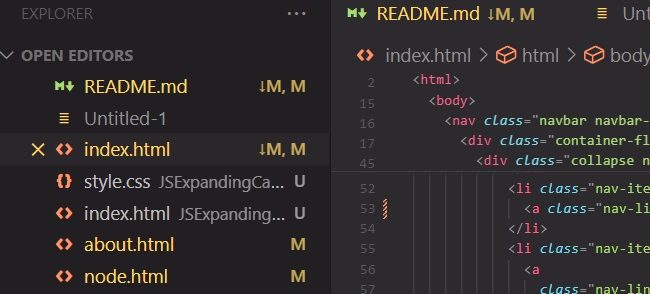 EXPLORER ...
OPEN EDITORS
README.md ↓M, M
Untitled-1
index.html ↓M, M
style.css JSExpandingCa... U
index.html JSExpanding... U
about.html M
node.html M
README.md ↓M, M Unt
index.html > html > body
2 <html>
15 <body>
16 <nav class="navbar navbar-
17 <div class="container-fl
45 <div class="collapse n
52 <li class="nav-ite
53 <a class="nav-li
54 </li>
55 <li class="nav-ite
56 <a
57 class="nav-lin